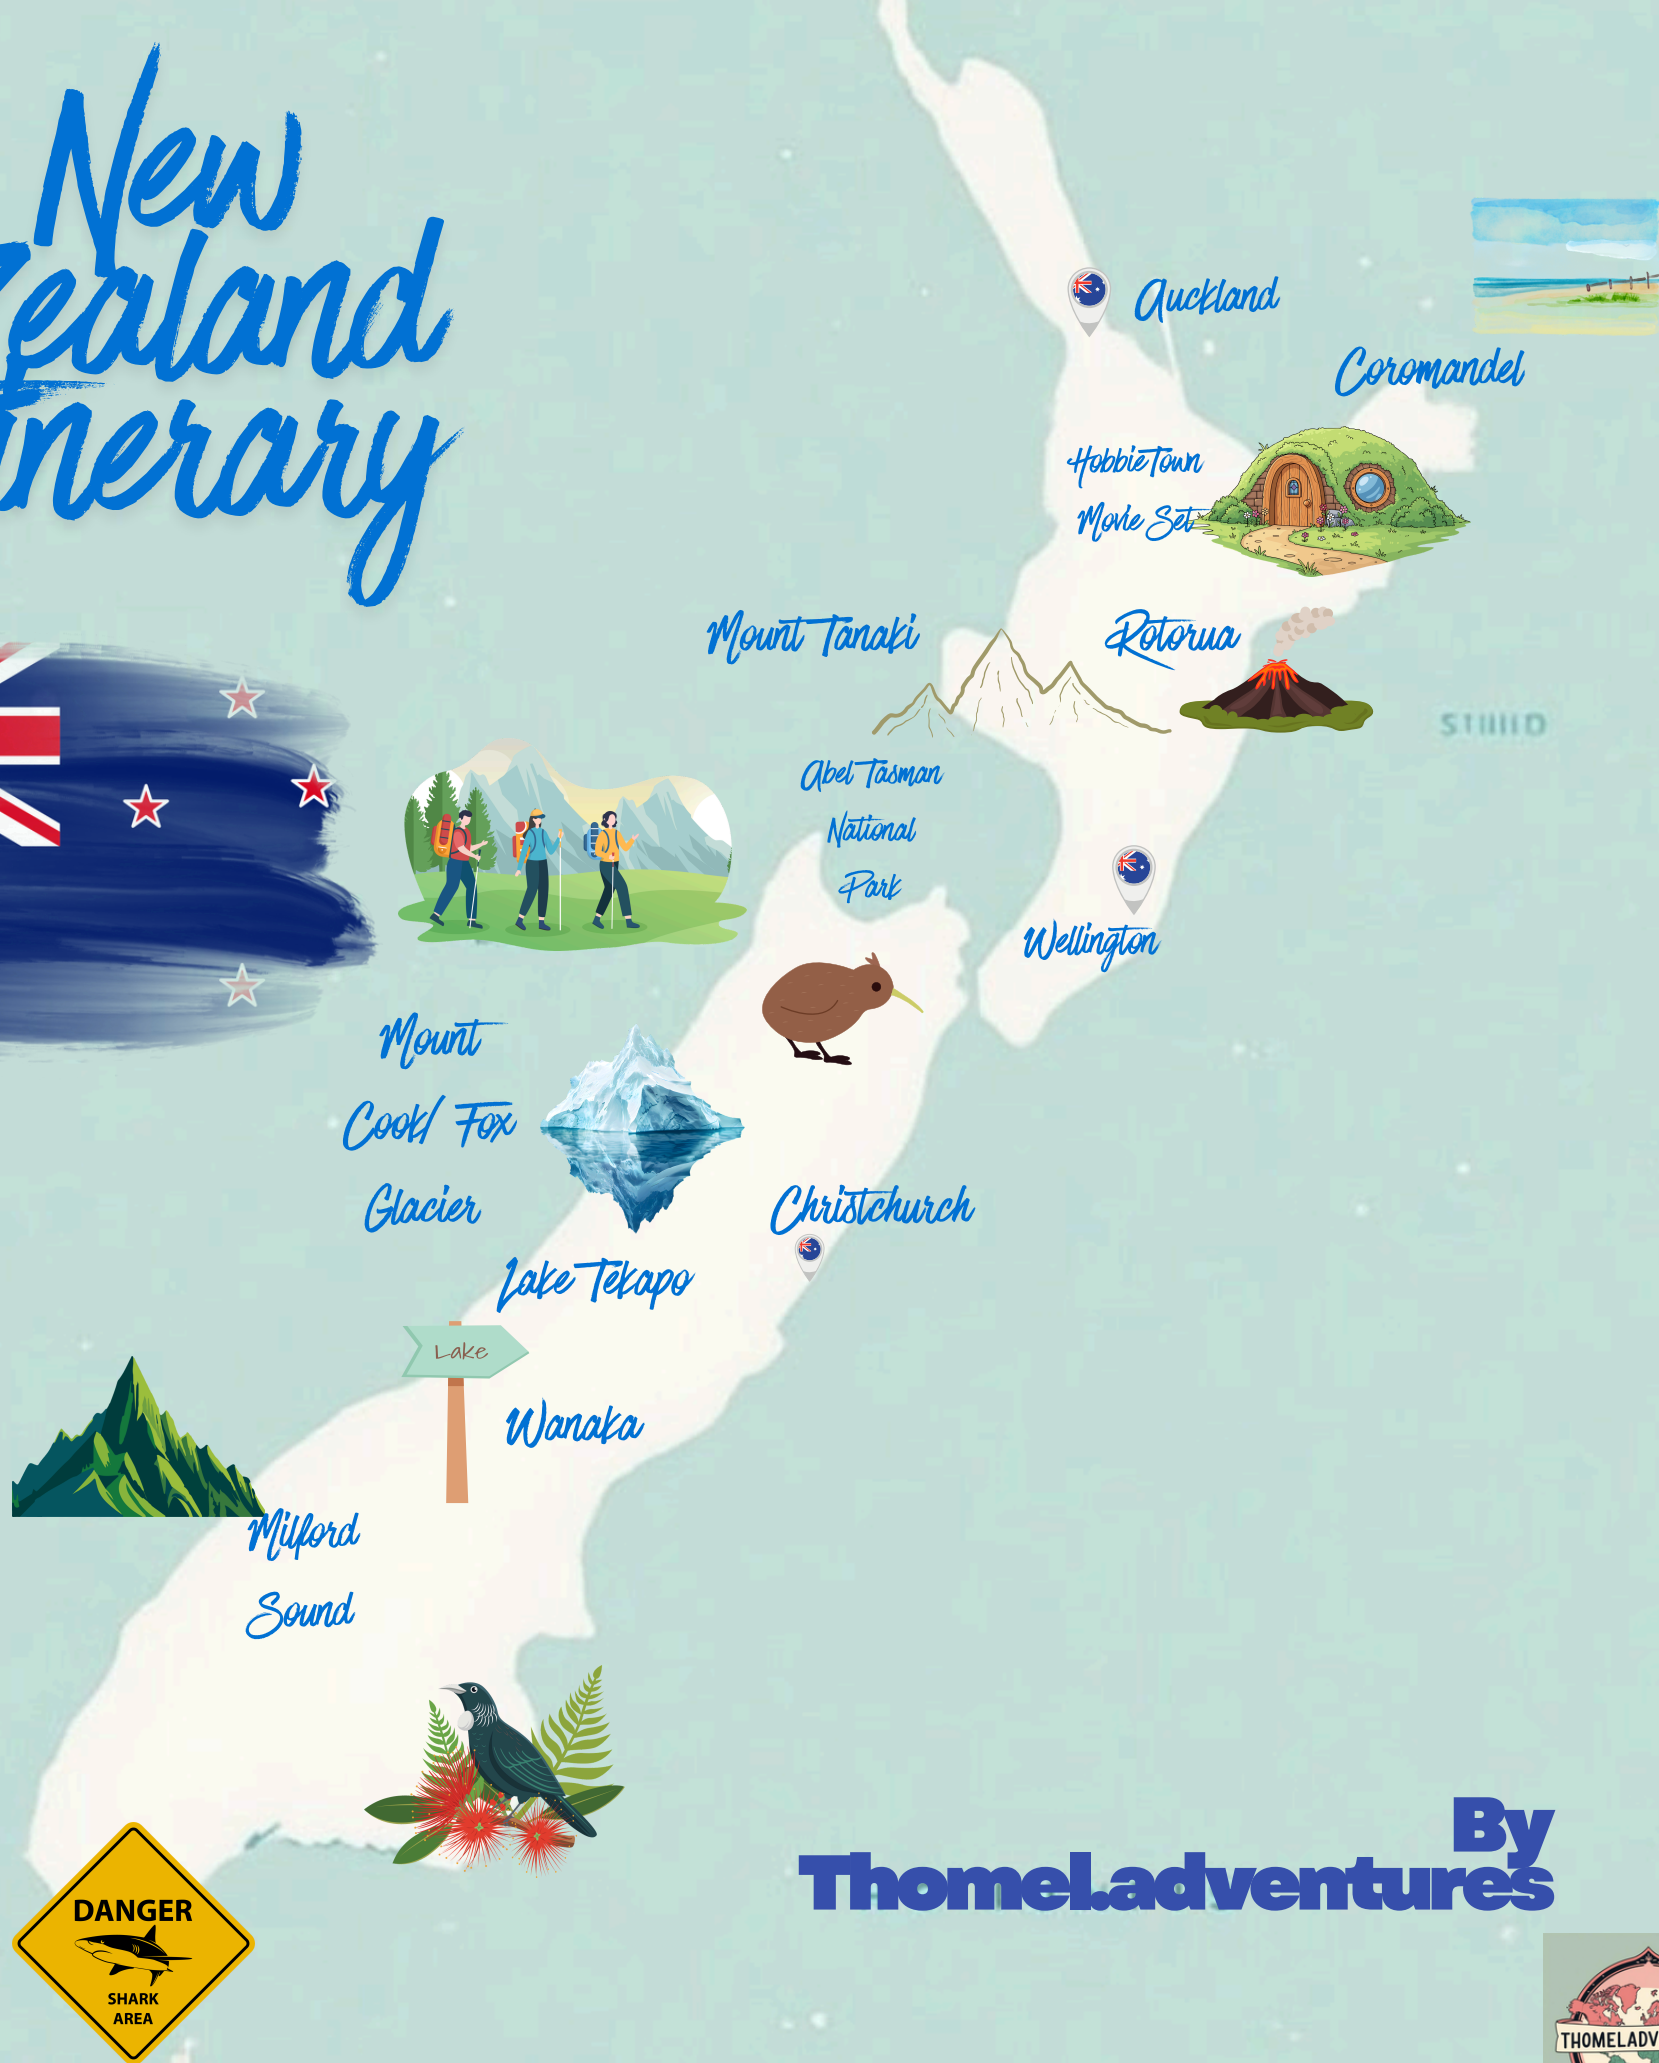 New
Zealand
inerary
Auckland
Coromandel
HobbieTown
Movie Set
Mount Tanaki
Rotorua
Abel Tasman
National
Park
Wellington
Mount
Cook/ Fox
Glacier
Christchurch
Lake Tekapo
Lake
Wanaka
Milford
Sound
By
Thomel.adventures
DANGER
SHARK
AREA
THOMELADV